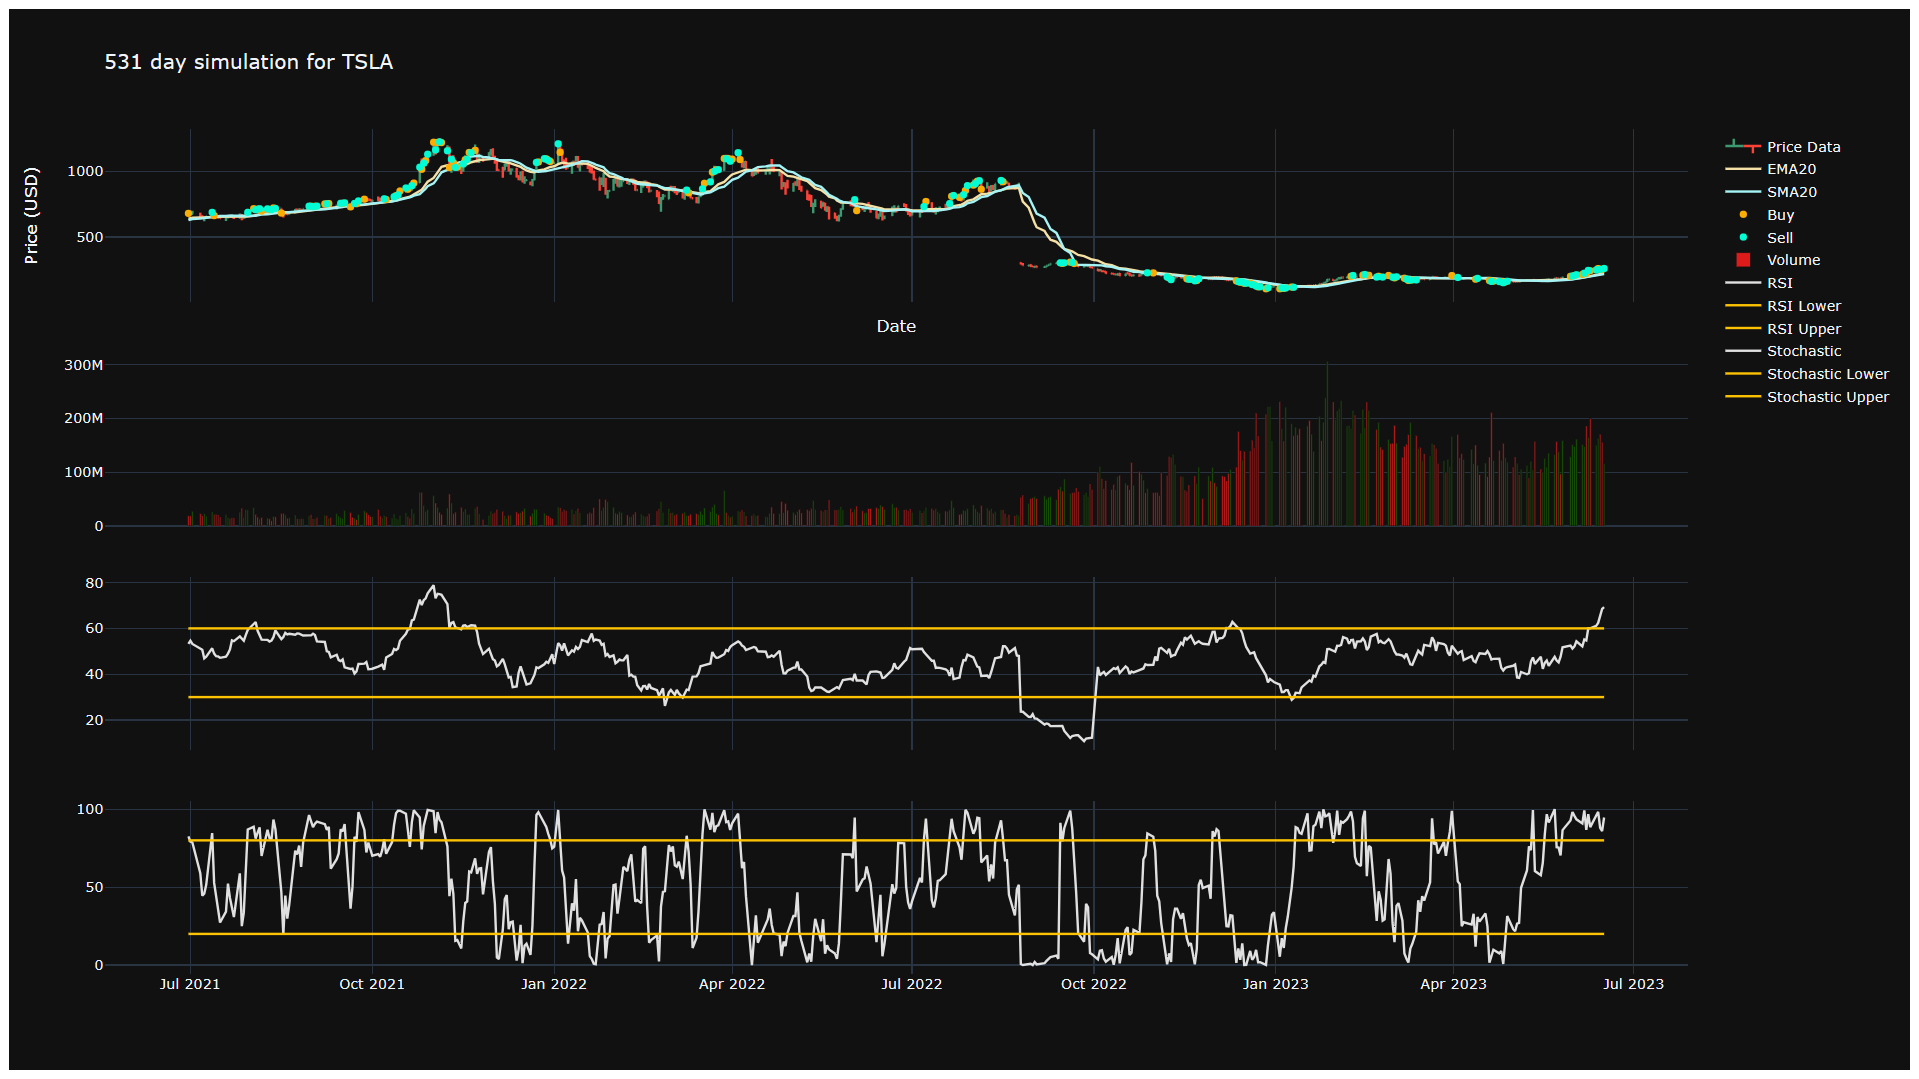 531 day simulation for TSLA
Price (USD)
1000
500
Date
Price Data
EMA20
SMA20
Buy
Sell
Volume
RSI
RSI Lower
RSI Upper
Stochastic
Stochastic Lower
Stochastic Upper
300M
200M
100M
0
80
60
40
20
100
50
0
Jul 2021
Oct 2021
Jan 2022
Apr 2022
Jul 2022
Oct 2022
Jan 2023
Apr 2023
Jul 2023